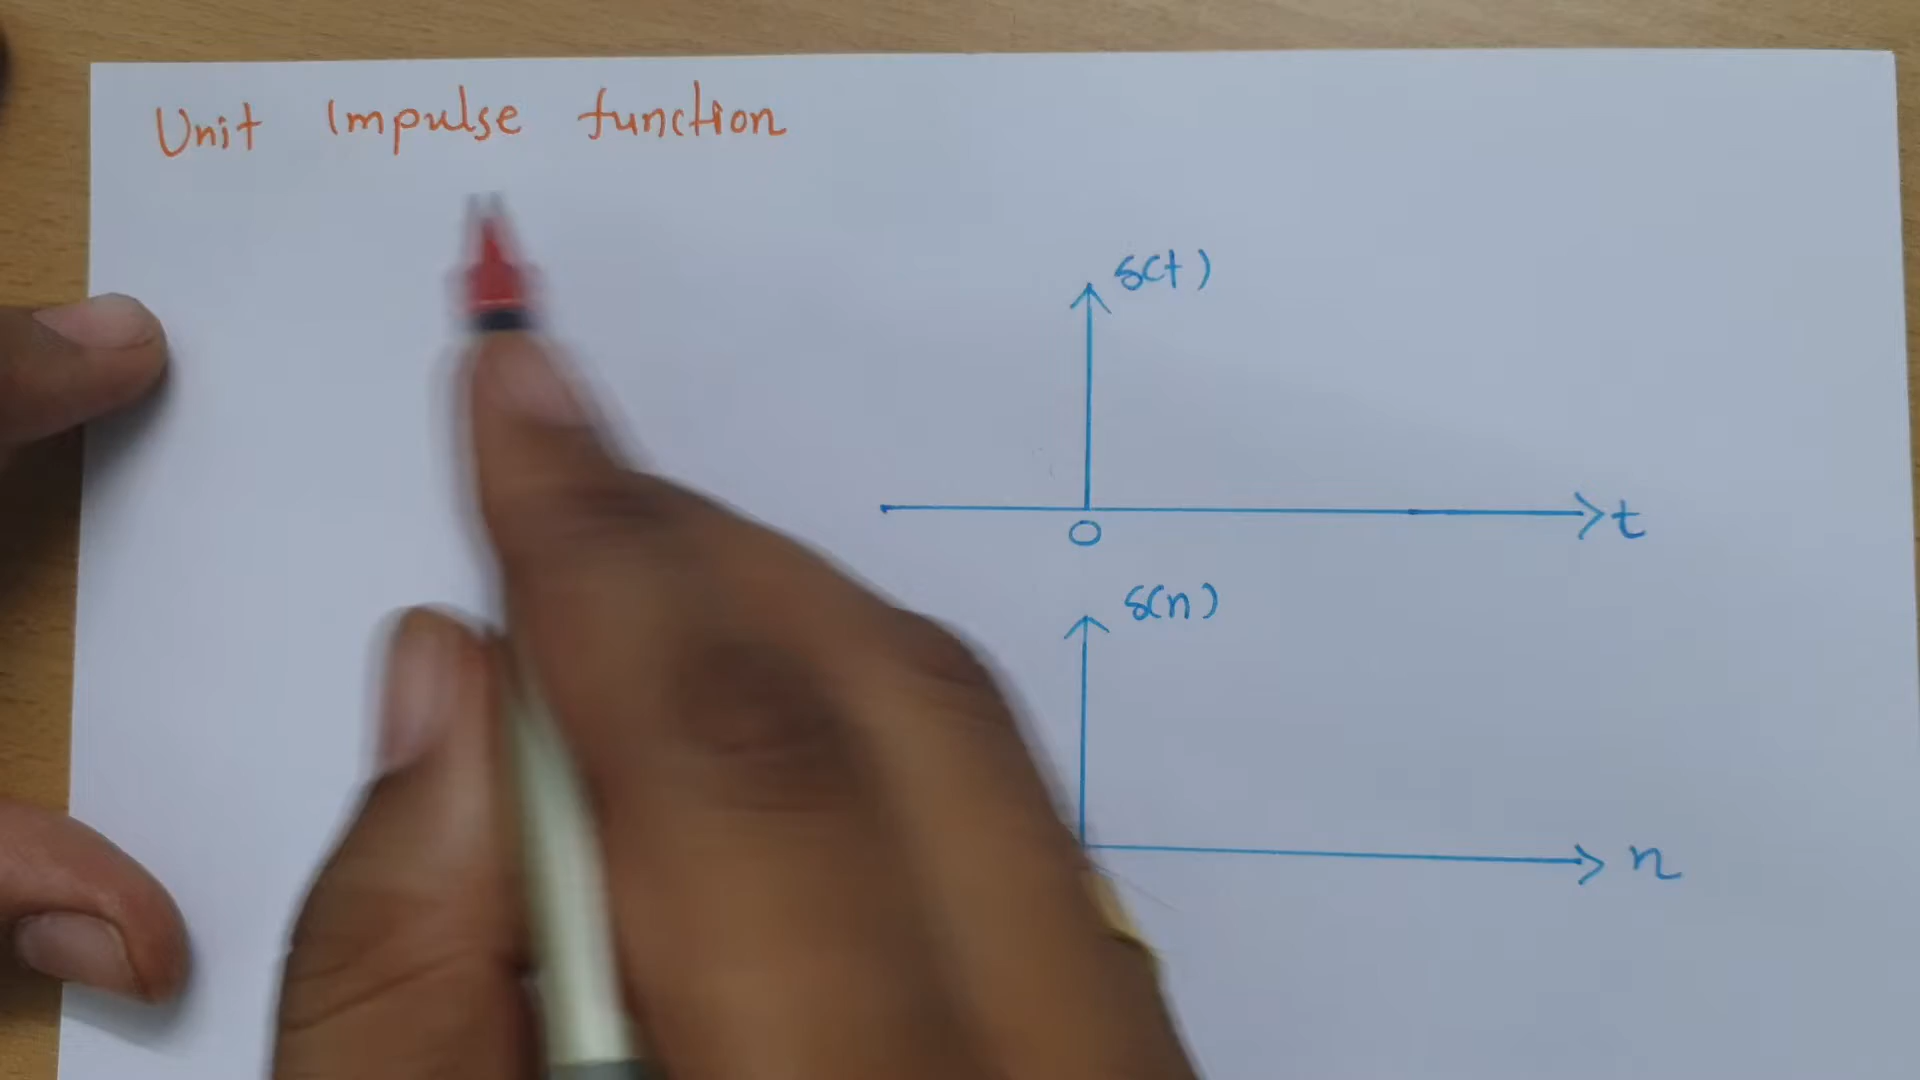 Unit Impulse function
δ(t)
0
t
δ(n)
n